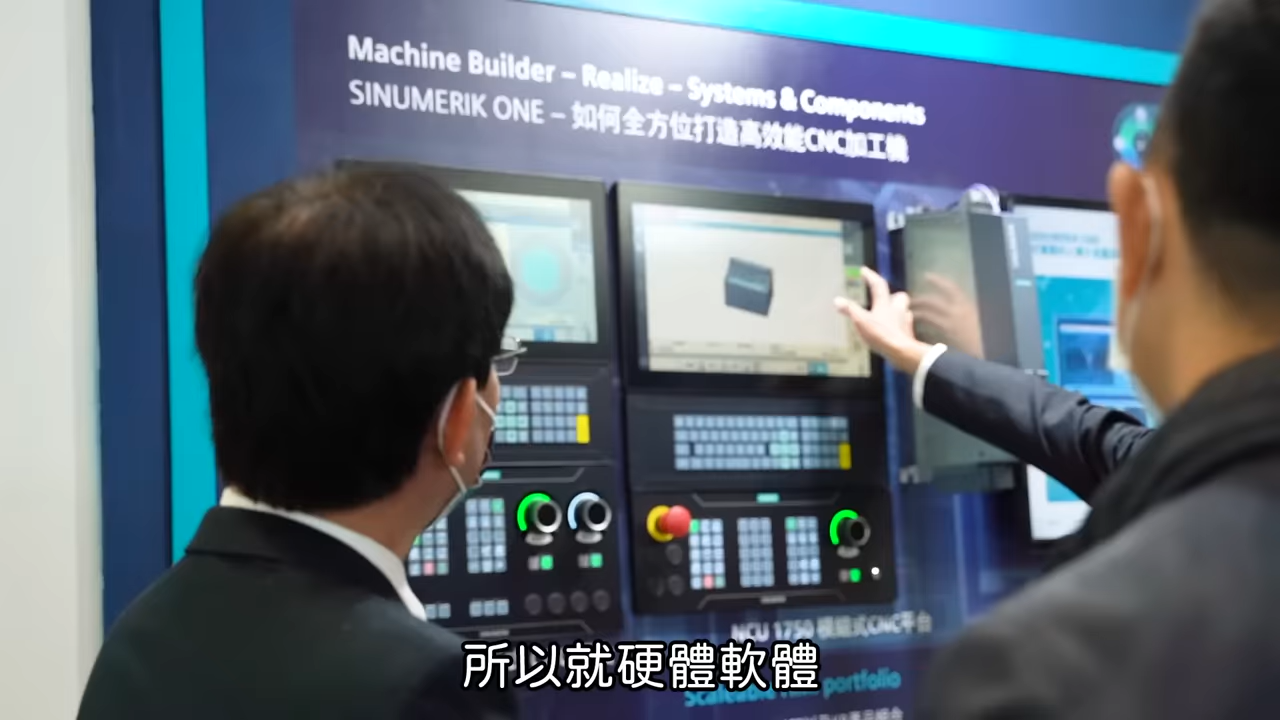 Machine Builder – Realize – Systems & Components
SINUMERIK ONE – 如何全方位打造高效能CNC加工機
NCU 1750 模組式CNC平台
所以就硬體軟體
portfolio